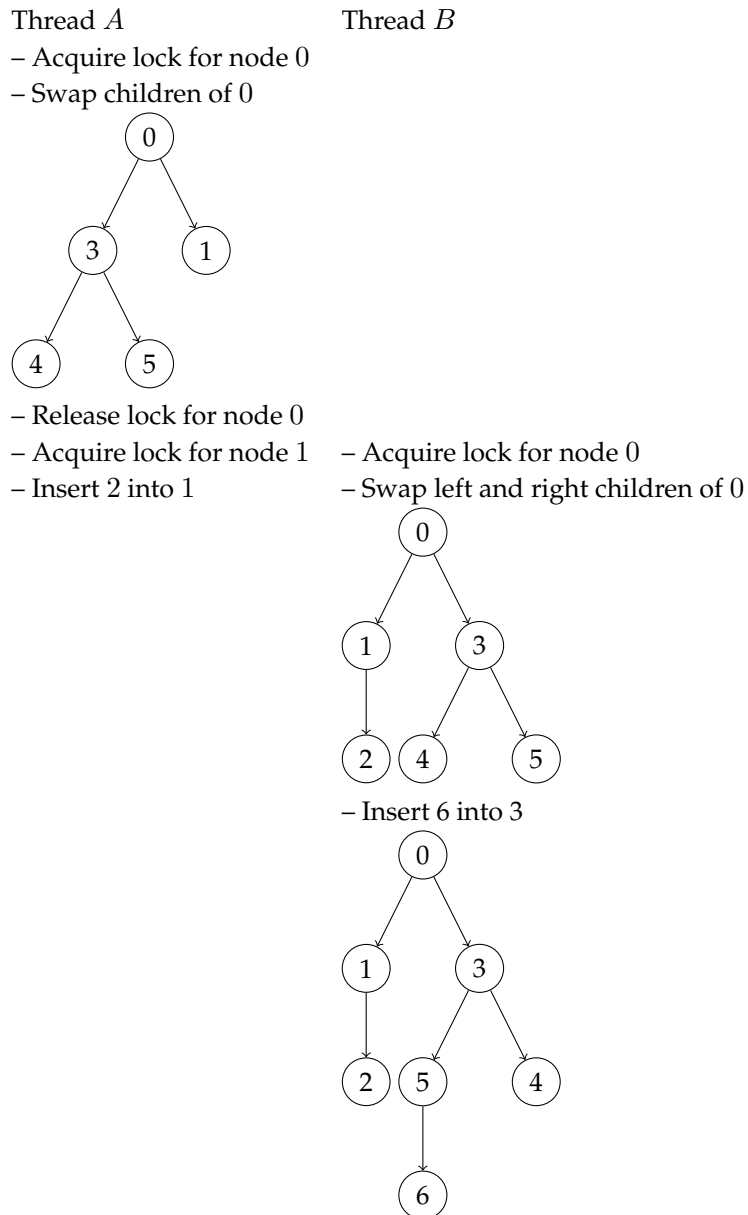 Thread A Thread B
– Acquire lock for node 0
– Swap children of 0
0
3 1
4 5
– Release lock for node 0
– Acquire lock for node 1 – Acquire lock for node 0
– Insert 2 into 1 – Swap left and right children of 0
0
1 3
2 4 5
– Insert 6 into 3
0
1 3
2 5 4
6